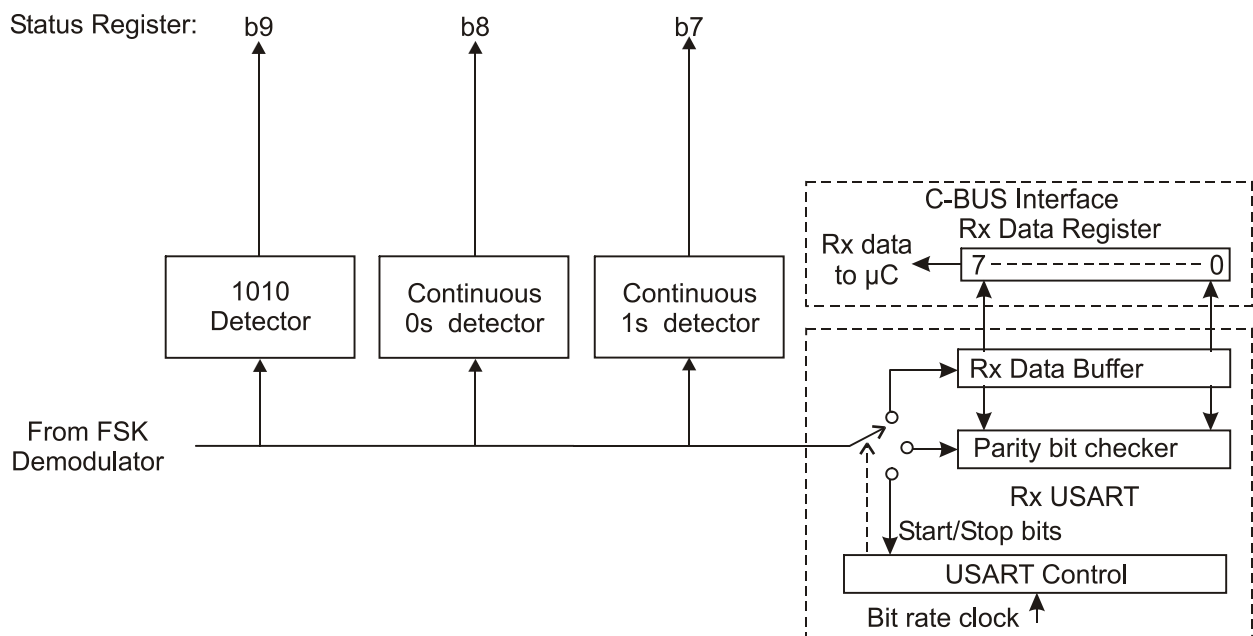 Status Register: b9 b8 b7
C-BUS Interface
Rx Data Register
Rx data
to µC
7 0
1010
Detector
Continuous
0s detector
Continuous
1s detector
Rx Data Buffer
From FSK
Demodulator
Parity bit checker
Rx USART
Start/Stop bits
USART Control
Bit rate clock